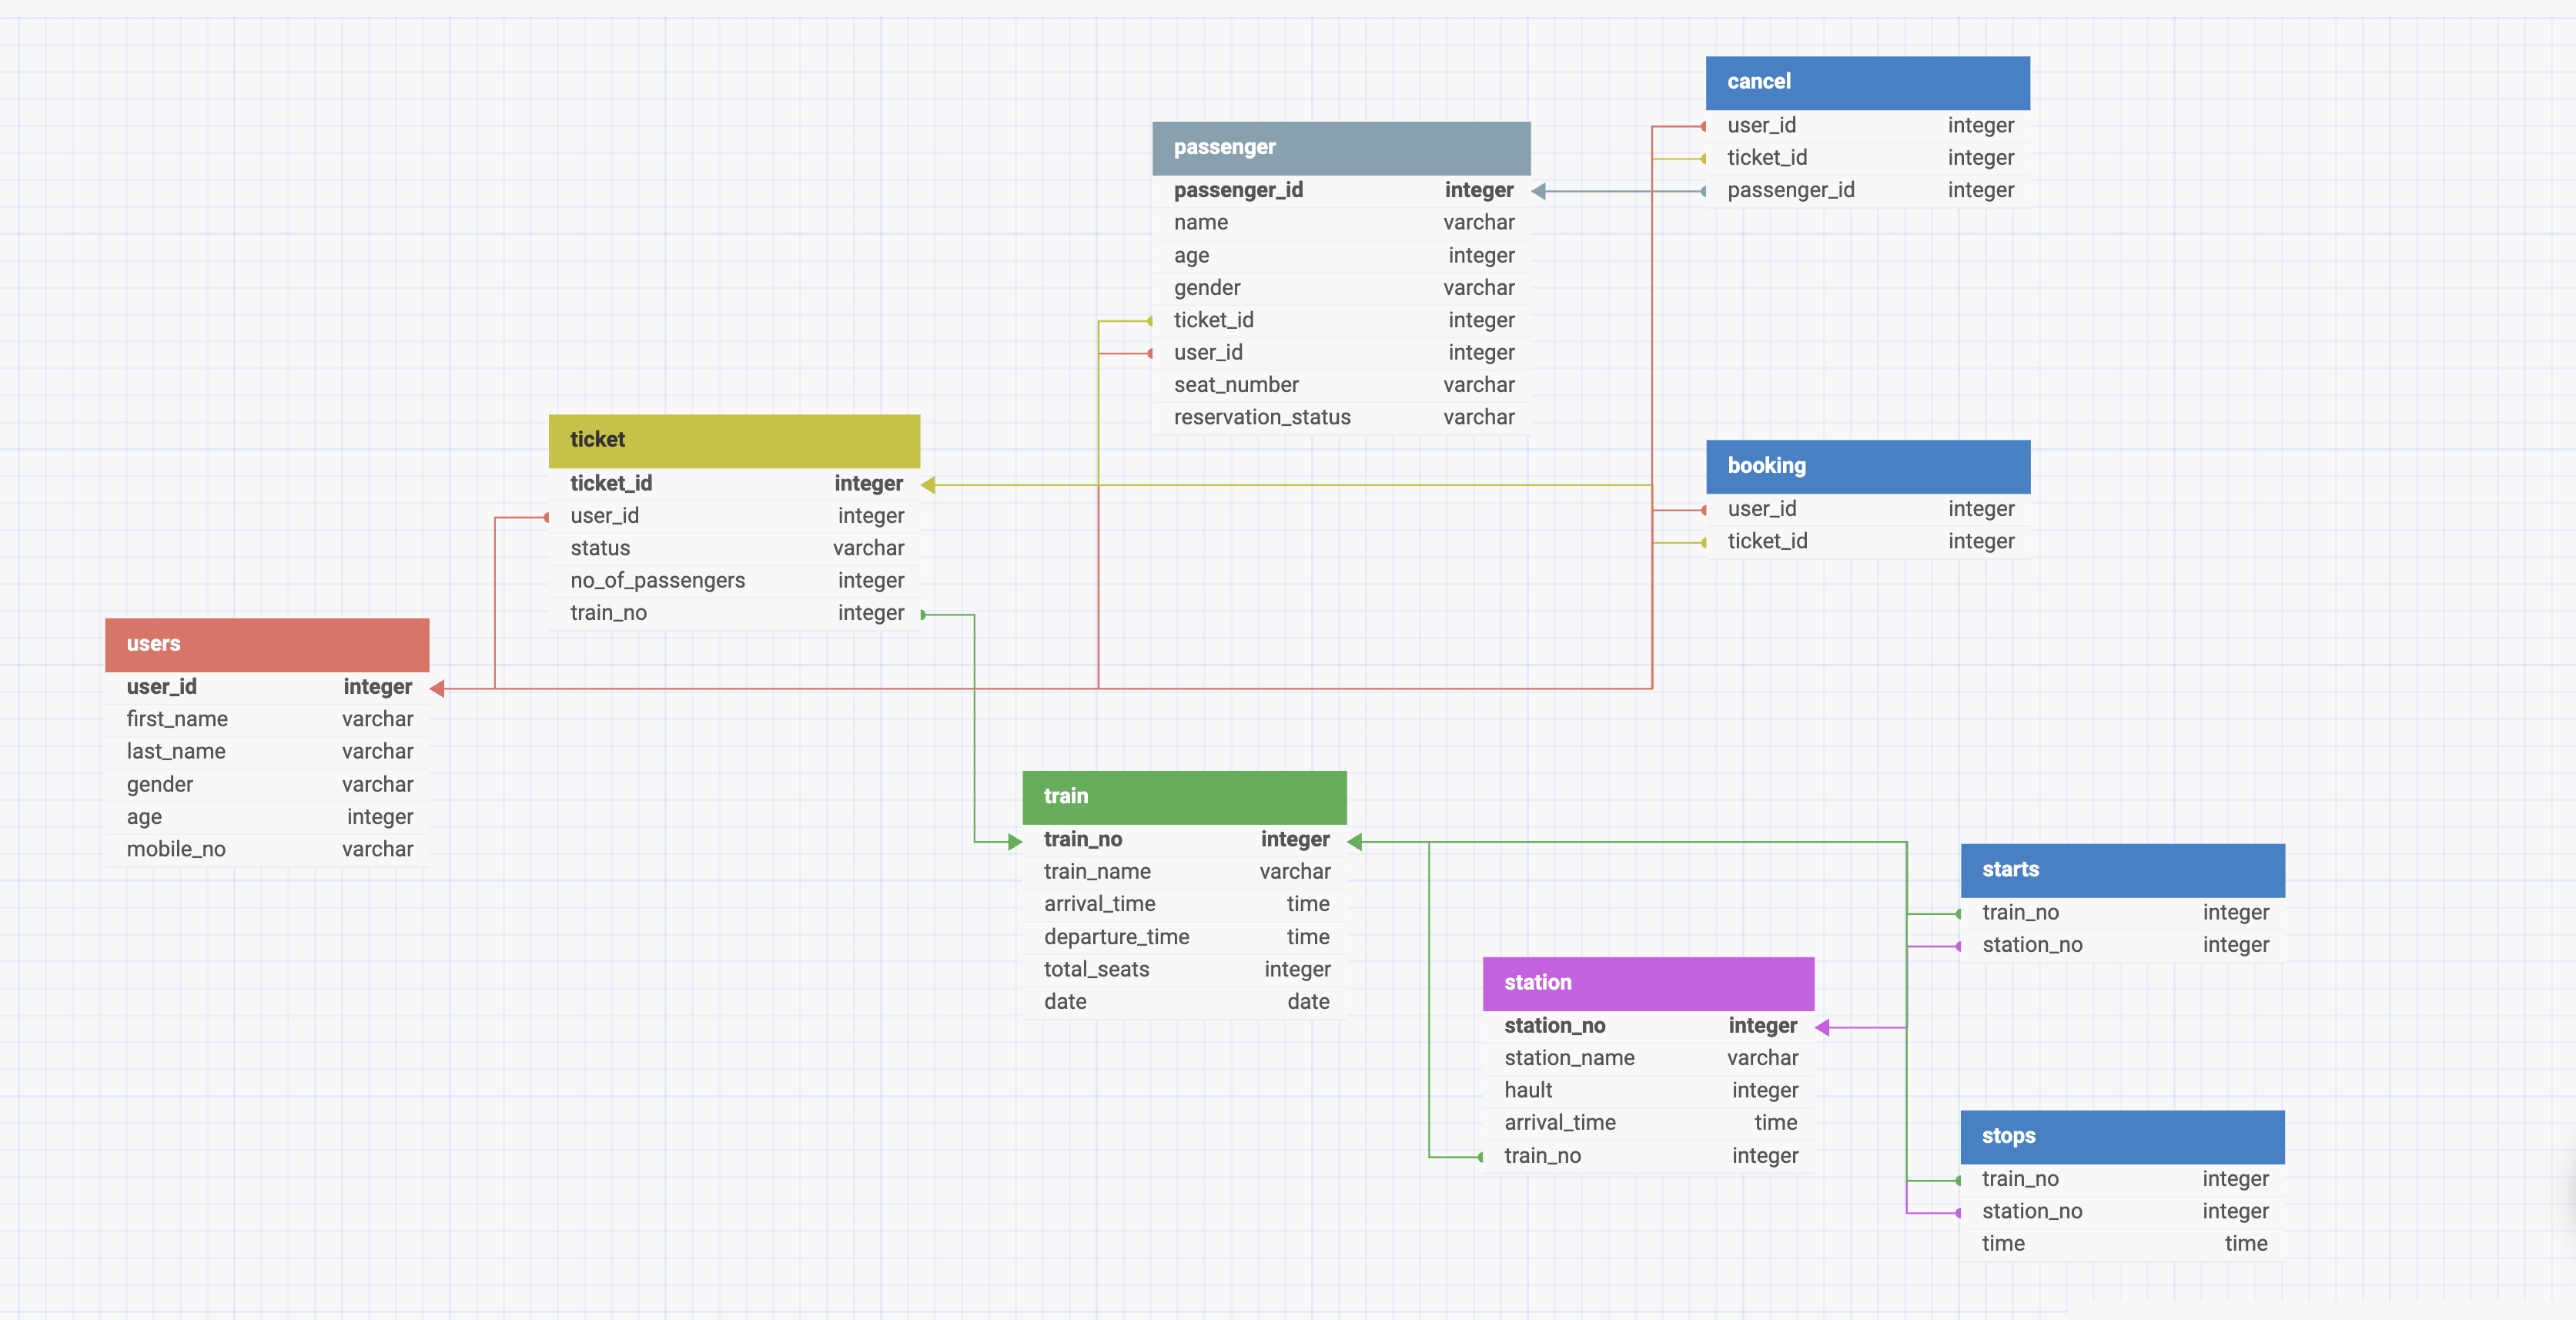 cancel
user_id integer
ticket_id integer
passenger_id integer
passenger
passenger_id integer
name varchar
age integer
gender varchar
ticket_id integer
user_id integer
seat_number varchar
reservation_status varchar
ticket
ticket_id integer
user_id integer
status varchar
no_of_passengers integer
train_no integer
booking
user_id integer
ticket_id integer
users
user_id integer
first_name varchar
last_name varchar
gender varchar
age integer
mobile_no varchar
train
train_no integer
train_name varchar
arrival_time time
departure_time time
total_seats integer
date date
starts
train_no integer
station_no integer
station
station_no integer
station_name varchar
hault integer
arrival_time time
train_no integer
stops
train_no integer
station_no integer
time time